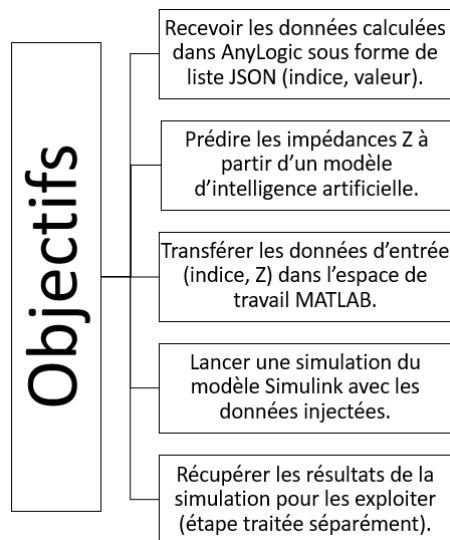 Objectifs
Recevoir les données calculées
dans AnyLogic sous forme de
liste JSON (indice, valeur).
Prédire les impédances Z à
partir d'un modèle
d'intelligence artificielle.
Transférer les données d'entrée
(indice, Z) dans l'espace de
travail MATLAB.
Lancer une simulation du
modèle Simulink avec les
données injectées.
Récupérer les résultats de la
simulation pour les exploiter
(étape traitée séparément).